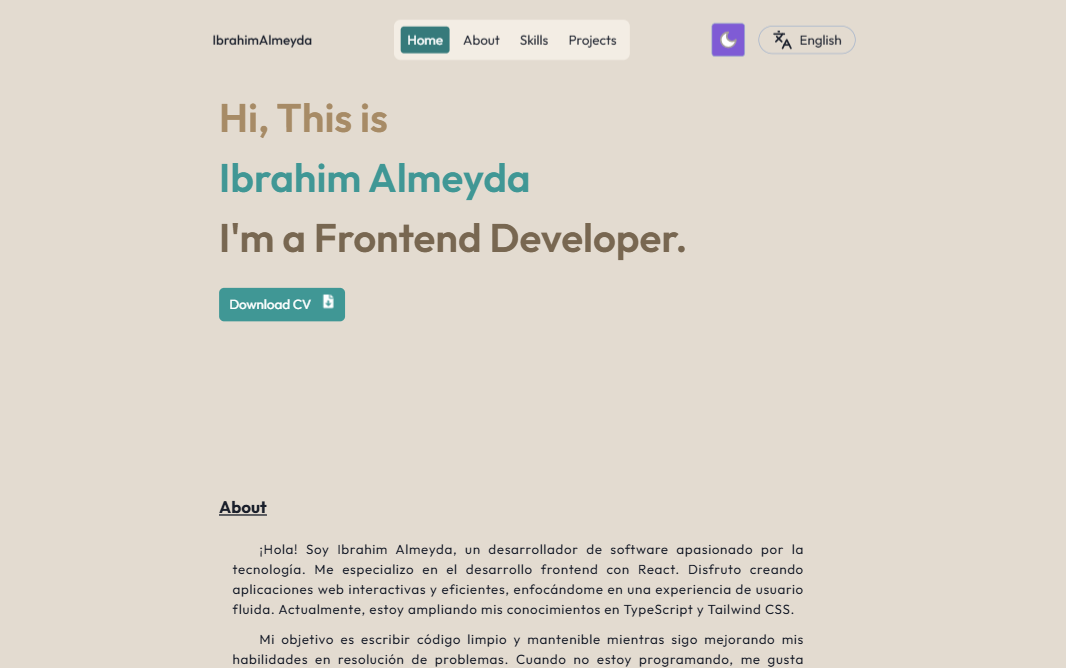 IbrahimAlmeyda
Home About Skills Projects
English
Hi, This is
Ibrahim Almeyda
I'm a Frontend Developer.
Download CV
About
¡Hola! Soy Ibrahim Almeyda, un desarrollador de software apasionado por la
tecnología. Me especializo en el desarrollo frontend con React. Disfruto creando
aplicaciones web interactivas y eficientes, enfocándome en una experiencia de usuario
fluida. Actualmente, estoy ampliando mis conocimientos en TypeScript y Tailwind CSS.
Mi objetivo es escribir código limpio y mantenible mientras sigo mejorando mis
habilidades en resolución de problemas. Cuando no estoy programando, me gusta